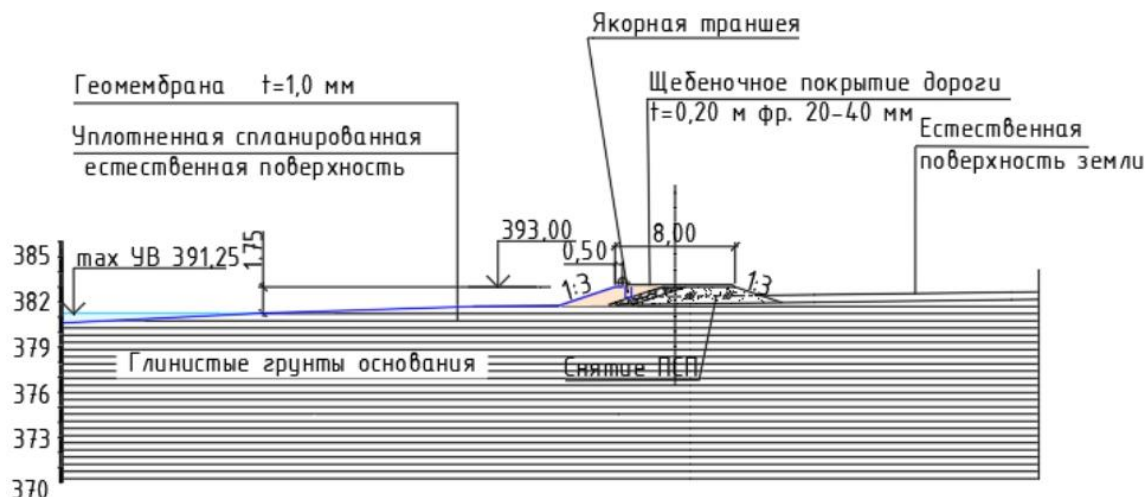 Якорная траншея
Геомембрана t=1,0 мм
Щебеночное покрытие дороги
t=0,20 м фр. 20-40 мм
Уплотненная спланированная
естественная поверхность
Естественная
поверхность земли
393,00
8,00
0,50
1,75
max УВ 391,25
1:3
1:3
385
382
379
376
373
370
Глинистые грунты основания
Снятие ПСП